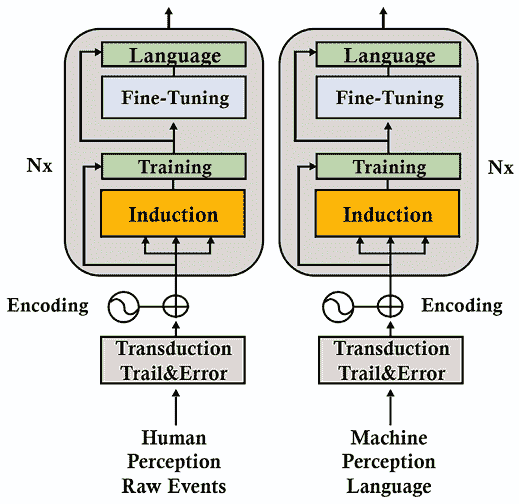 Language
Fine-Tuning
Nx
Training
Induction
Encoding
Transduction
Trail&Error
Human
Perception
Raw Events
Language
Fine-Tuning
Training
Nx
Induction
Encoding
Transduction
Trail&Error
Machine
Perception
Language